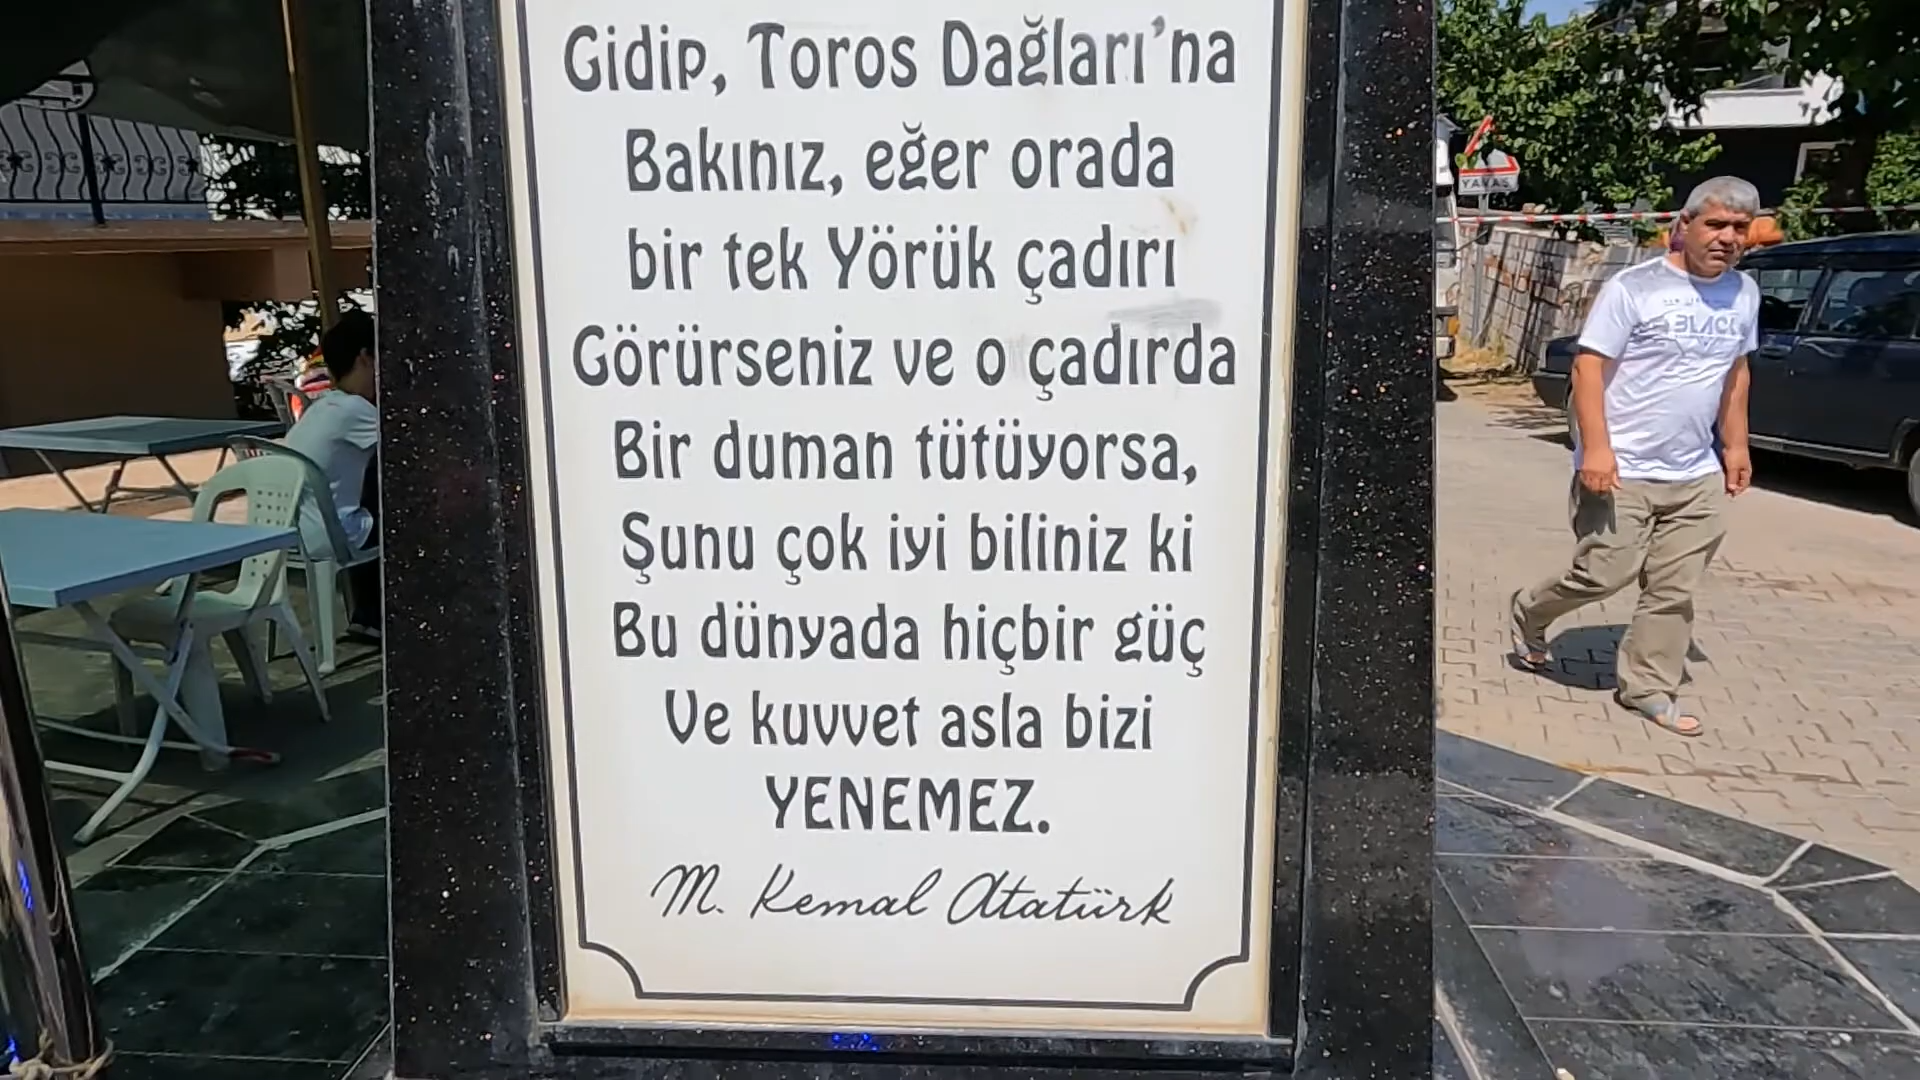 Gidip, Toros Dağları'na
Bakınız, eğer orada
bir tek Yörük çadırı
Görürseniz ve o çadırda
Bir duman tütüyorsa,
Şunu çok iyi biliniz ki
Bu dünyada hiçbir güç
Ve kuvvet asla bizi
YENEMEZ.
M. Kemal Atatürk
YAVAŞ
BLACK